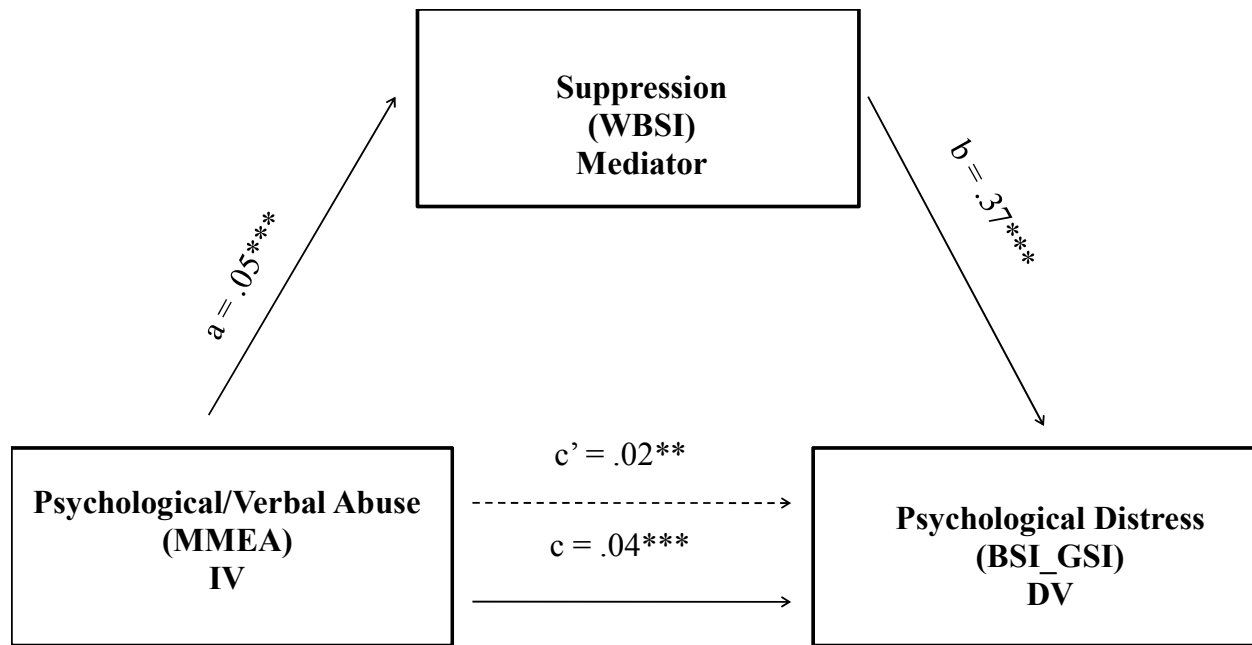 Suppression
(WBSI)
Mediator
a = .05***
b = .37***
Psychological/Verbal Abuse
(MMEA)
IV
c’ = .02**
c = .04***
Psychological Distress
(BSI_GSI)
DV